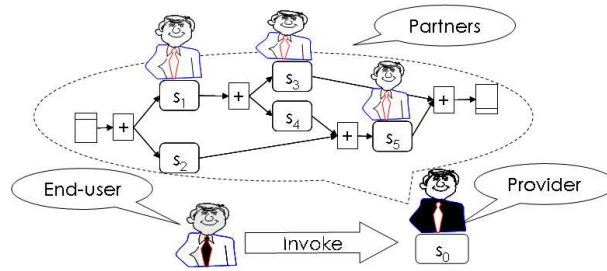 Partners
s1
+
+
s3
s4
+
s5
+
+
s2
End-user
Provider
Invoke
s0